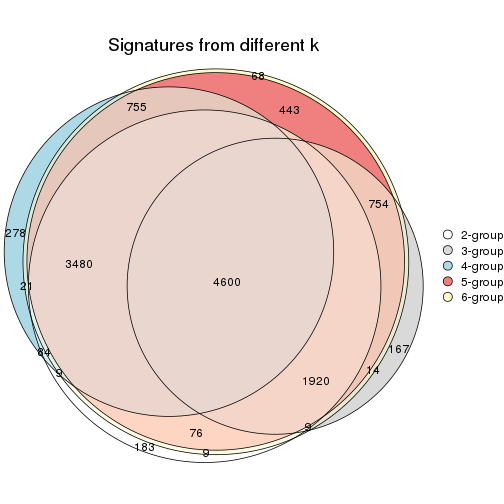 Signatures from different k
68
755
443
754
278
3480
21
4600
84
9
167
14
1920
76
9
183
9
2-group
3-group
4-group
5-group
6-group